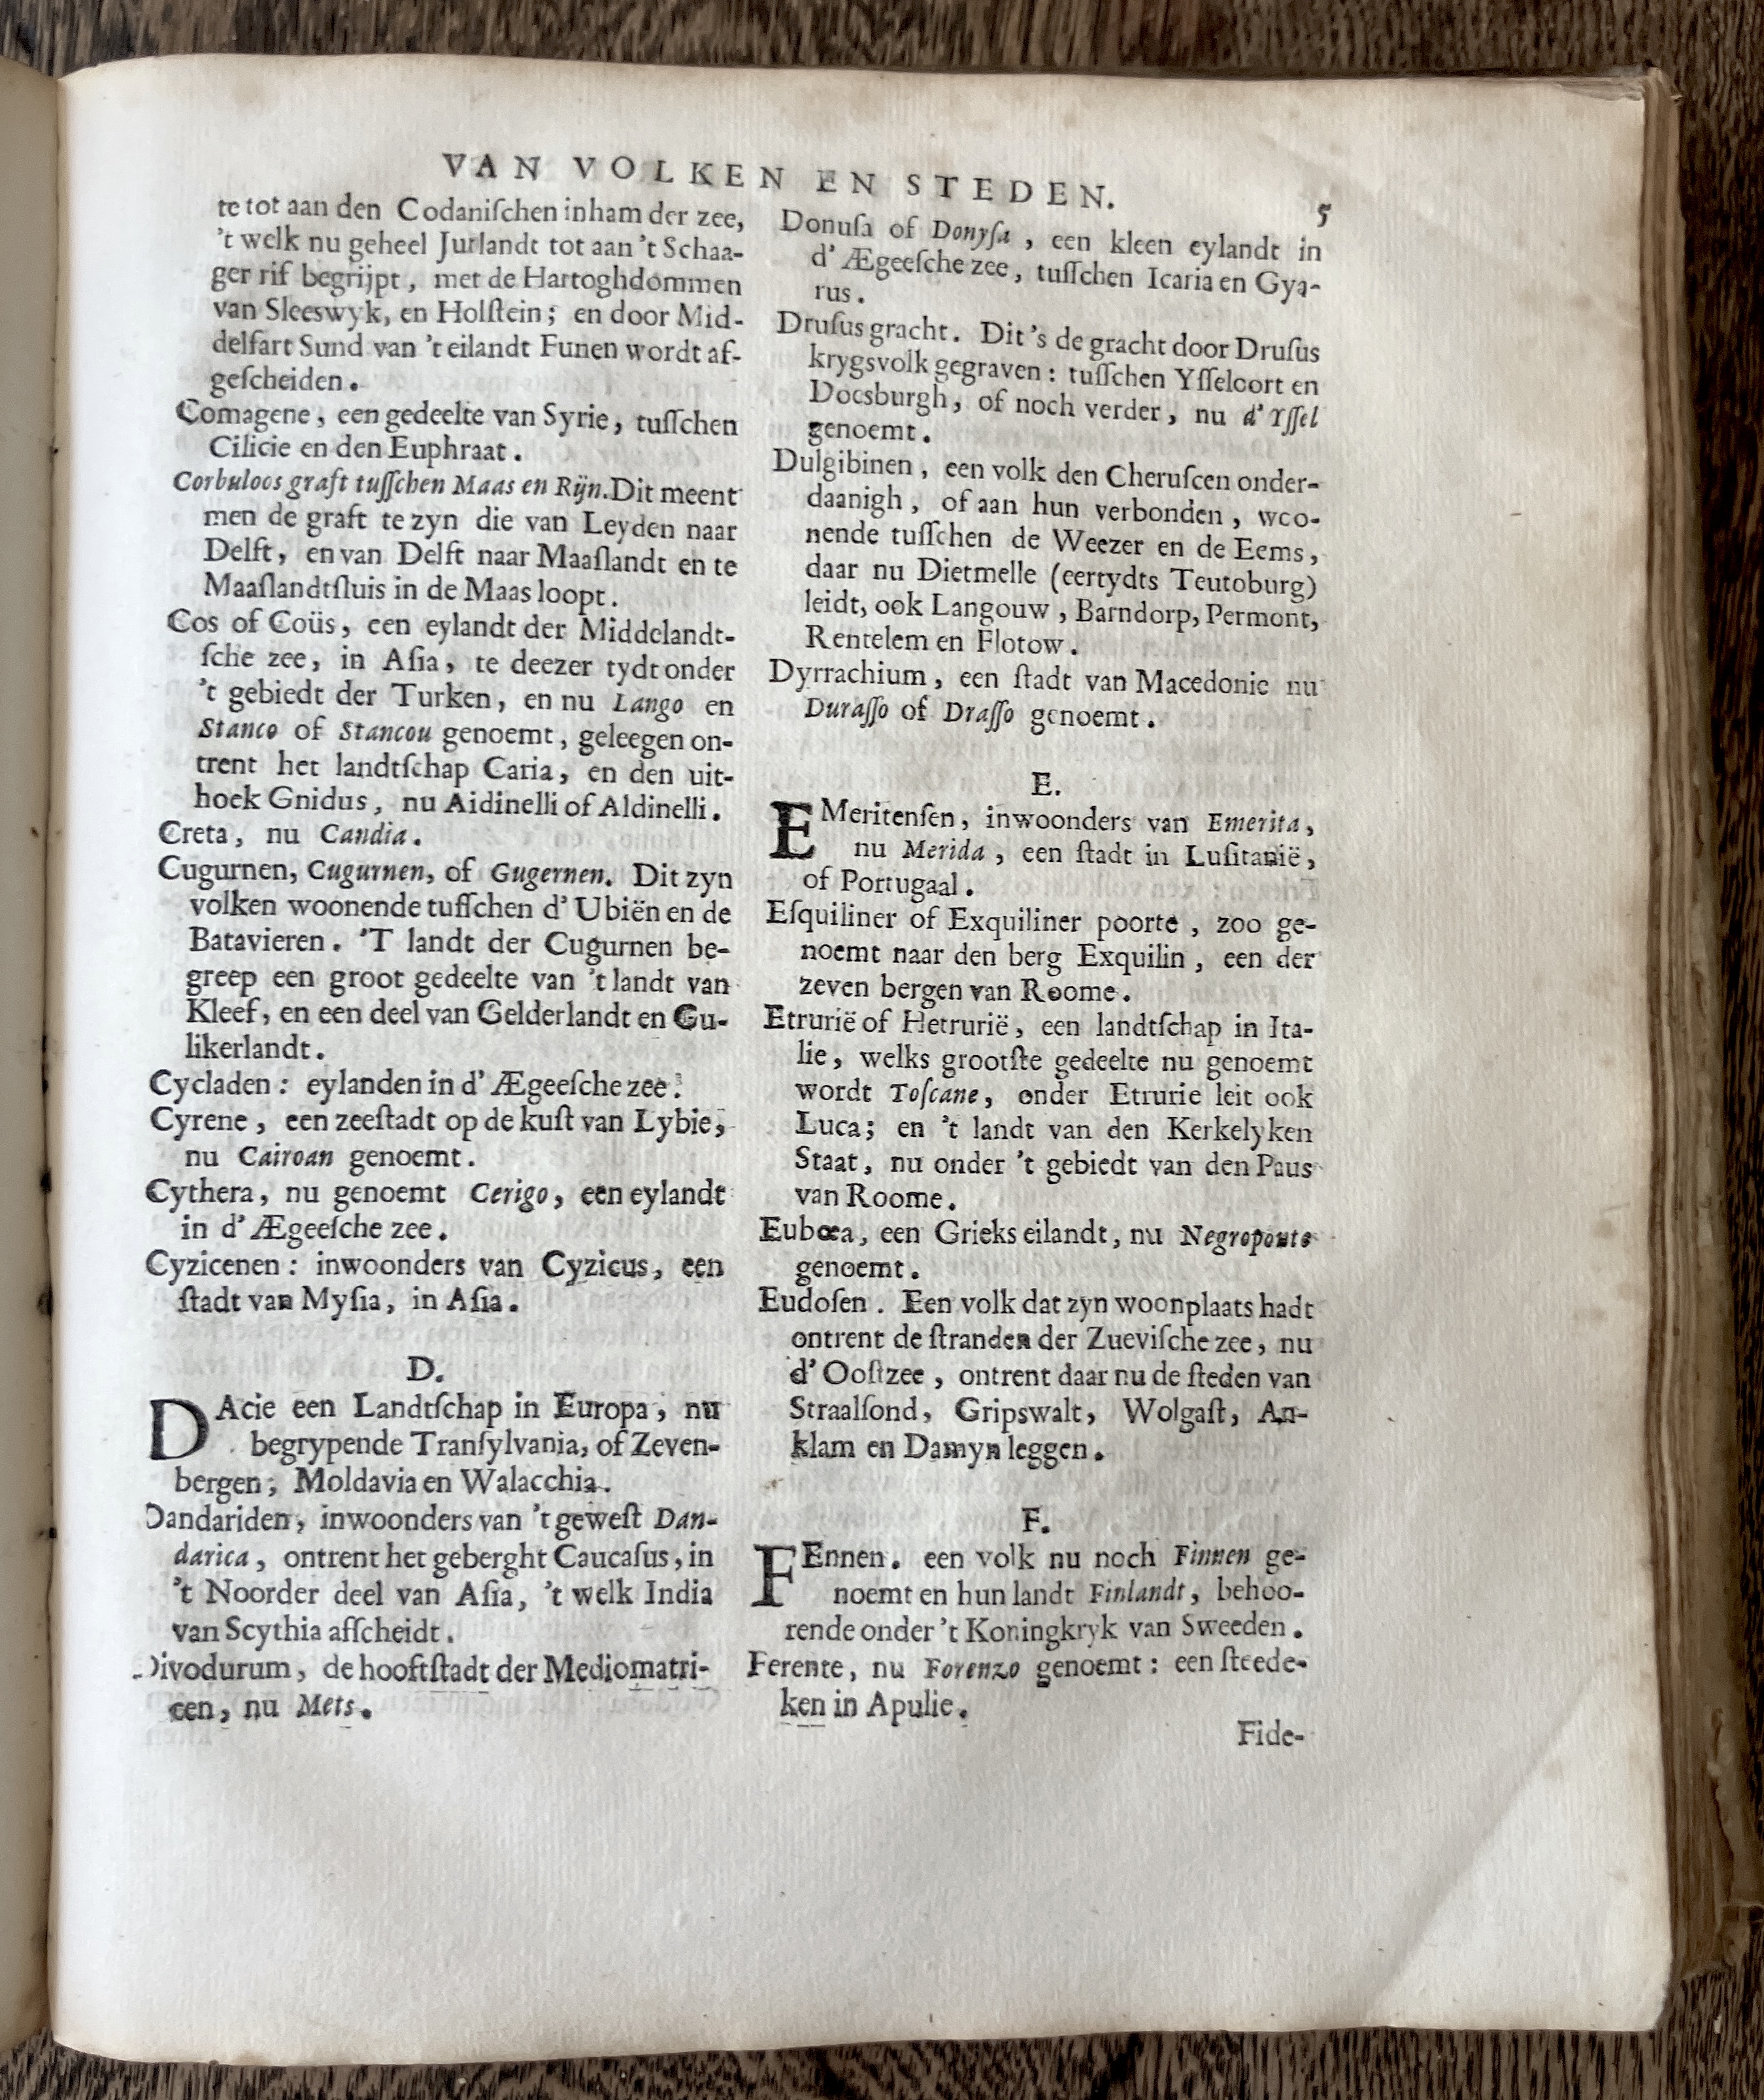 VAN VOLKEN EN STEDEN.
5
te tot aan den Codaniſchen inham der zee,
't welk nu geheel Jutlandt tot aan 't Schaa-
ger rif begrijpt, met de Hartoghdommen
van Sleeswyk, en Holſtein; en door Mid-
delfart Sund van 't eilandt Funen wordt af-
geſcheiden.
Comagene, een gedeelte van Syrie, tuſſchen
Cilicie en den Euphraat.
Corbuloos graft tuſſchen Maas en Rijn. Dit meent
men de graft te zyn die van Leyden naar
Delft, en van Delft naar Maaſlandt en te
Maaſlandtſluis in de Maas loopt.
Cos of Coüs, een eylandt der Middelandt-
ſche zee, in Aſia, te deezer tydt onder
't gebiedt der Turken, en nu Lango en
Stanco of Stancou genoemt, geleegen on-
trent het landtſchap Caria, en den uit-
hoek Gnidus, nu Aidinelli of Aldinelli.
Creta, nu Candia.
Cugurnen, Cugurnen, of Gugernen. Dit zyn
volken woonende tuſſchen d' Ubiën en de
Batavieren. 'T landt der Cugurnen be-
greep een groot gedeelte van 't landt van
Kleef, en een deel van Gelderlandt en Gu-
likerlandt.
Cycladen: eylanden in d' Ægeeſche zee.
Cyrene, een zeeſtadt op de kuſt van Lybie,
nu Cairoan genoemt.
Cythera, nu genoemt Cerigo, een eylandt
in d' Ægeeſche zee.
Cyzicenen: inwoonders van Cyzicus, een
ſtadt van Myſia, in Aſia.
D.
DAcie een Landtſchap in Europa, nu
begrypende Tranſylvania, of Zeven-
bergen; Moldavia en Walacchia.
Dandariden, inwoonders van 't geweſt Dan-
darica, ontrent het geberght Caucaſus, in
't Noorder deel van Aſia, 't welk India
van Scythia afſcheidt.
Divodurum, de hooftſtadt der Mediomatri-
cen, nu Mets.
Donuſa of Donyſa, een kleen eylandt in
d' Ægeeſche zee, tuſſchen Icaria en Gya-
rus.
Druſus gracht. Dit 's de gracht door Druſus
krygsvolk gegraven: tuſſchen Yſſeloort en
Doesburgh, of noch verder, nu d' Yſſel
genoemt.
Dulgibinen, een volk den Cheruſcen onder-
daanigh, of aan hun verbonden, woo-
nende tuſſchen de Weezer en de Eems,
daar nu Dietmelle (eertydts Teutoburg)
leidt, ook Langouw, Barndorp, Permont,
Rentelem en Flotow.
Dyrrachium, een ſtadt van Macedonie nu
Duraſſo of Draſſo genoemt.
E.
EMeritenſen, inwoonders van Emerita,
nu Merida, een ſtadt in Luſitanië,
of Portugaal.
Eſquiliner of Exquiliner poorte, zoo ge-
noemt naar den berg Exquilin, een der
zeven bergen van Roome.
Etrurië of Hetrurië, een landtſchap in Ita-
lie, welks grootſte gedeelte nu genoemt
wordt Toſcane, onder Etrurie leit ook
Luca; en 't landt van den Kerkelyken
Staat, nu onder 't gebiedt van den Paus
van Roome.
Eubœa, een Grieks eilandt, nu Negroponte
genoemt.
Eudoſen. Een volk dat zyn woonplaats hadt
ontrent de ſtranden der Zueviſche zee, nu
d' Ooſtzee, ontrent daar nu de ſteden van
Straalſond, Gripswalt, Wolgaſt, An-
klam en Damyn leggen.
F.
FEnnen. een volk nu noch Finnen ge-
noemt en hun landt Finlandt, behoo-
rende onder 't Koningkryk van Sweeden.
Ferente, nu Forenzo genoemt: een ſteede-
ken in Apulie.
Fide-